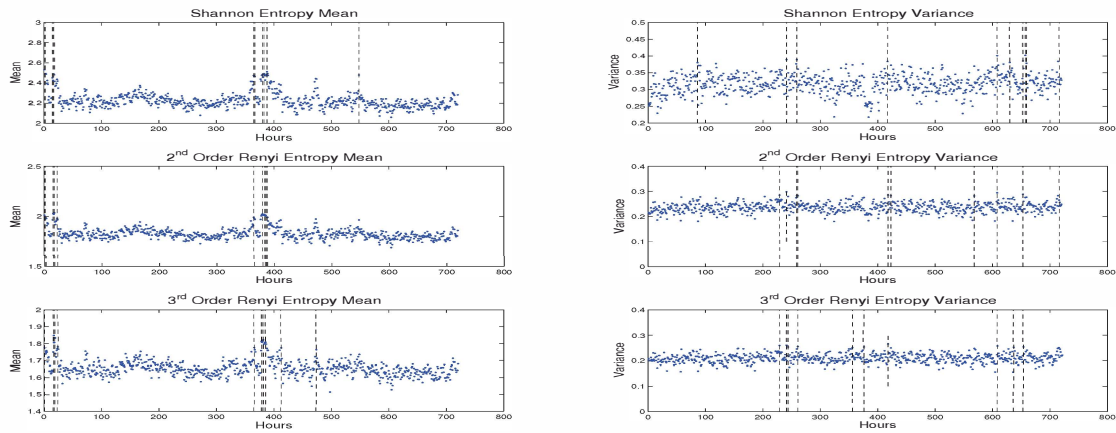 Shannon Entropy Mean
Mean
3
2.8
2.6
2.4
2.2
2
0 100 200 300 400 500 600 700 800
Hours
2nd Order Renyi Entropy Mean
Mean
2.5
2
1.5
0 100 200 300 400 500 600 700 800
Hours
3rd Order Renyi Entropy Mean
Mean
2
1.9
1.8
1.7
1.6
1.5
1.4
0 100 200 300 400 500 600 700 800
Hours
Shannon Entropy Variance
Variance
0.5
0.45
0.4
0.35
0.3
0.25
0.2
0 100 200 300 400 500 600 700 800
Hours
2nd Order Renyi Entropy Variance
Variance
0.4
0.3
0.2
0.1
0
0 100 200 300 400 500 600 700 800
Hours
3rd Order Renyi Entropy Variance
Variance
0.4
0.3
0.2
0.1
0
0 100 200 300 400 500 600 700 800
Hours